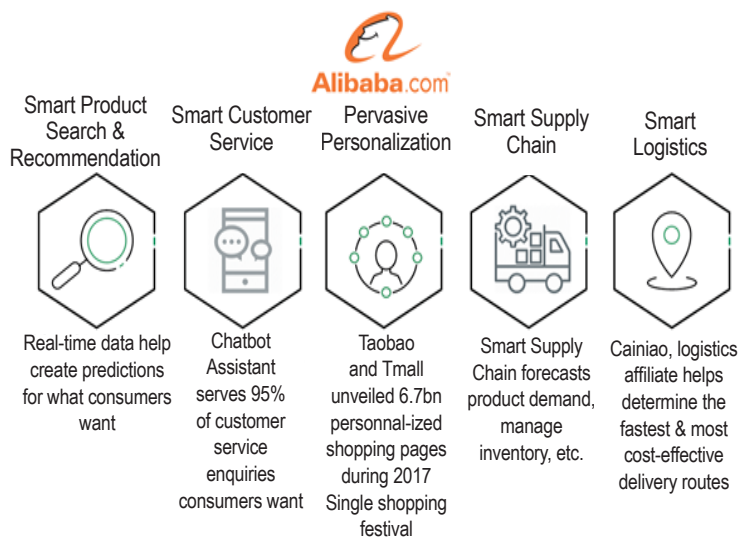 Alibaba.com
Smart Product
Search &
Recommendation
Smart Customer
Service
Pervasive
Personalization
Smart Supply
Chain
Smart
Logistics
Real-time data help
create predictions
for what consumers
want
Chatbot
Assistant
serves 95%
of customer
service
enquiries
consumers want
Taobao
and Tmall
unveiled 6.7bn
personnal-ized
shopping pages
during 2017
Single shopping
festival
Smart Supply
Chain forecasts
product demand,
manage
inventory, etc.
Cainiao, logistics
affiliate helps
determine the
fastest & most
cost-effective
delivery routes